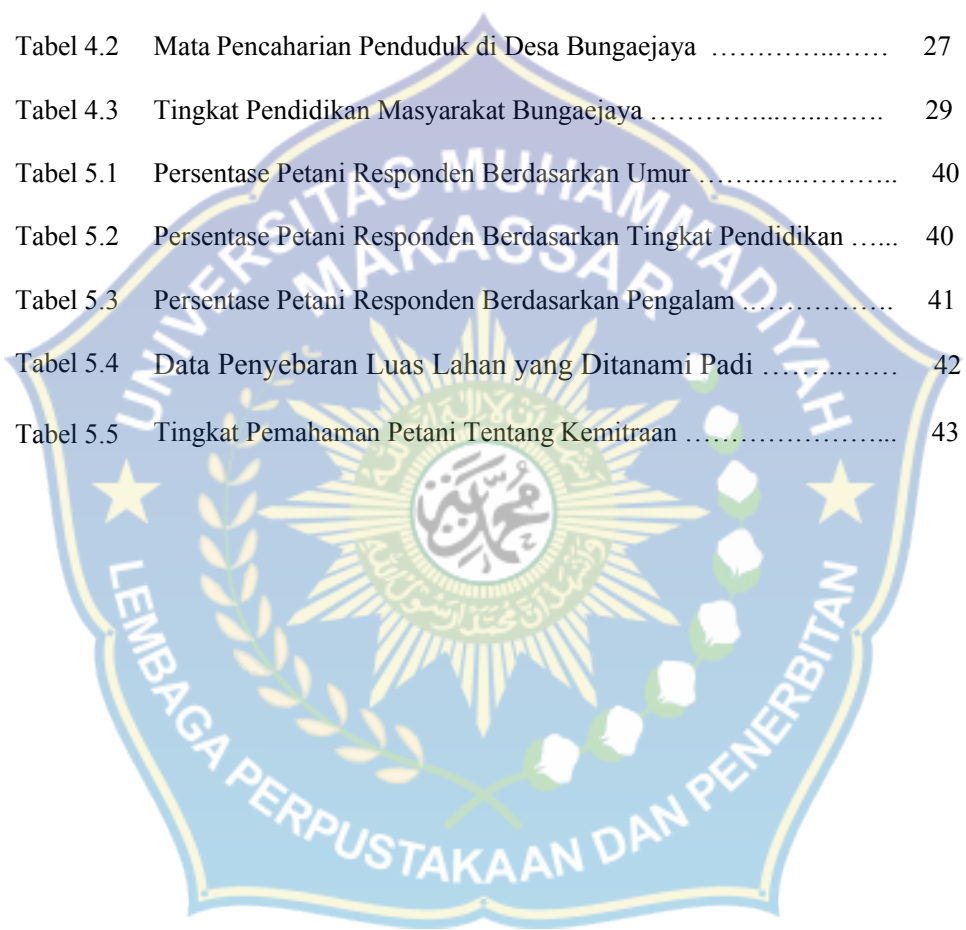 Tabel 4.2 Mata Pencaharian Penduduk di Desa Bungaejaya …………..…… 27
Tabel 4.3 Tingkat Pendidikan Masyarakat Bungaejaya …………...…..……. 29
Tabel 5.1 Persentase Petani Responden Berdasarkan Umur ……..………….. 40
Tabel 5.2 Persentase Petani Responden Berdasarkan Tingkat Pendidikan …... 40
Tabel 5.3 Persentase Petani Responden Berdasarkan Pengalam ……………. 41
Tabel 5.4 Data Penyebaran Luas Lahan yang Ditanami Padi ……...…… 42
Tabel 5.5 Tingkat Pemahaman Petani Tentang Kemitraan …………………... 43
UNIVERSITAS MUHAMMADIYAH
MAKASSAR
LEMBAGA PERPUSTAKAAN DAN PENERBITAN